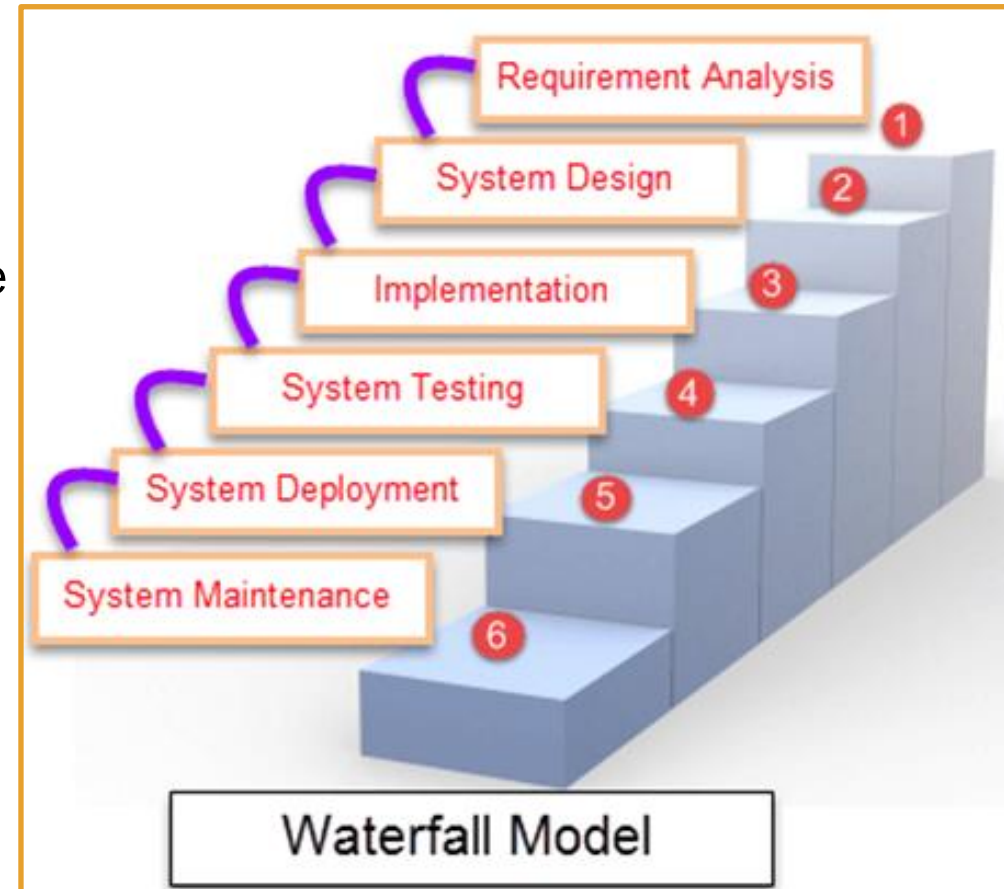 Requirement Analysis
1
System Design
2
e
Implementation
3
System Testing
4
System Deployment
5
System Maintenance
6
Waterfall Model